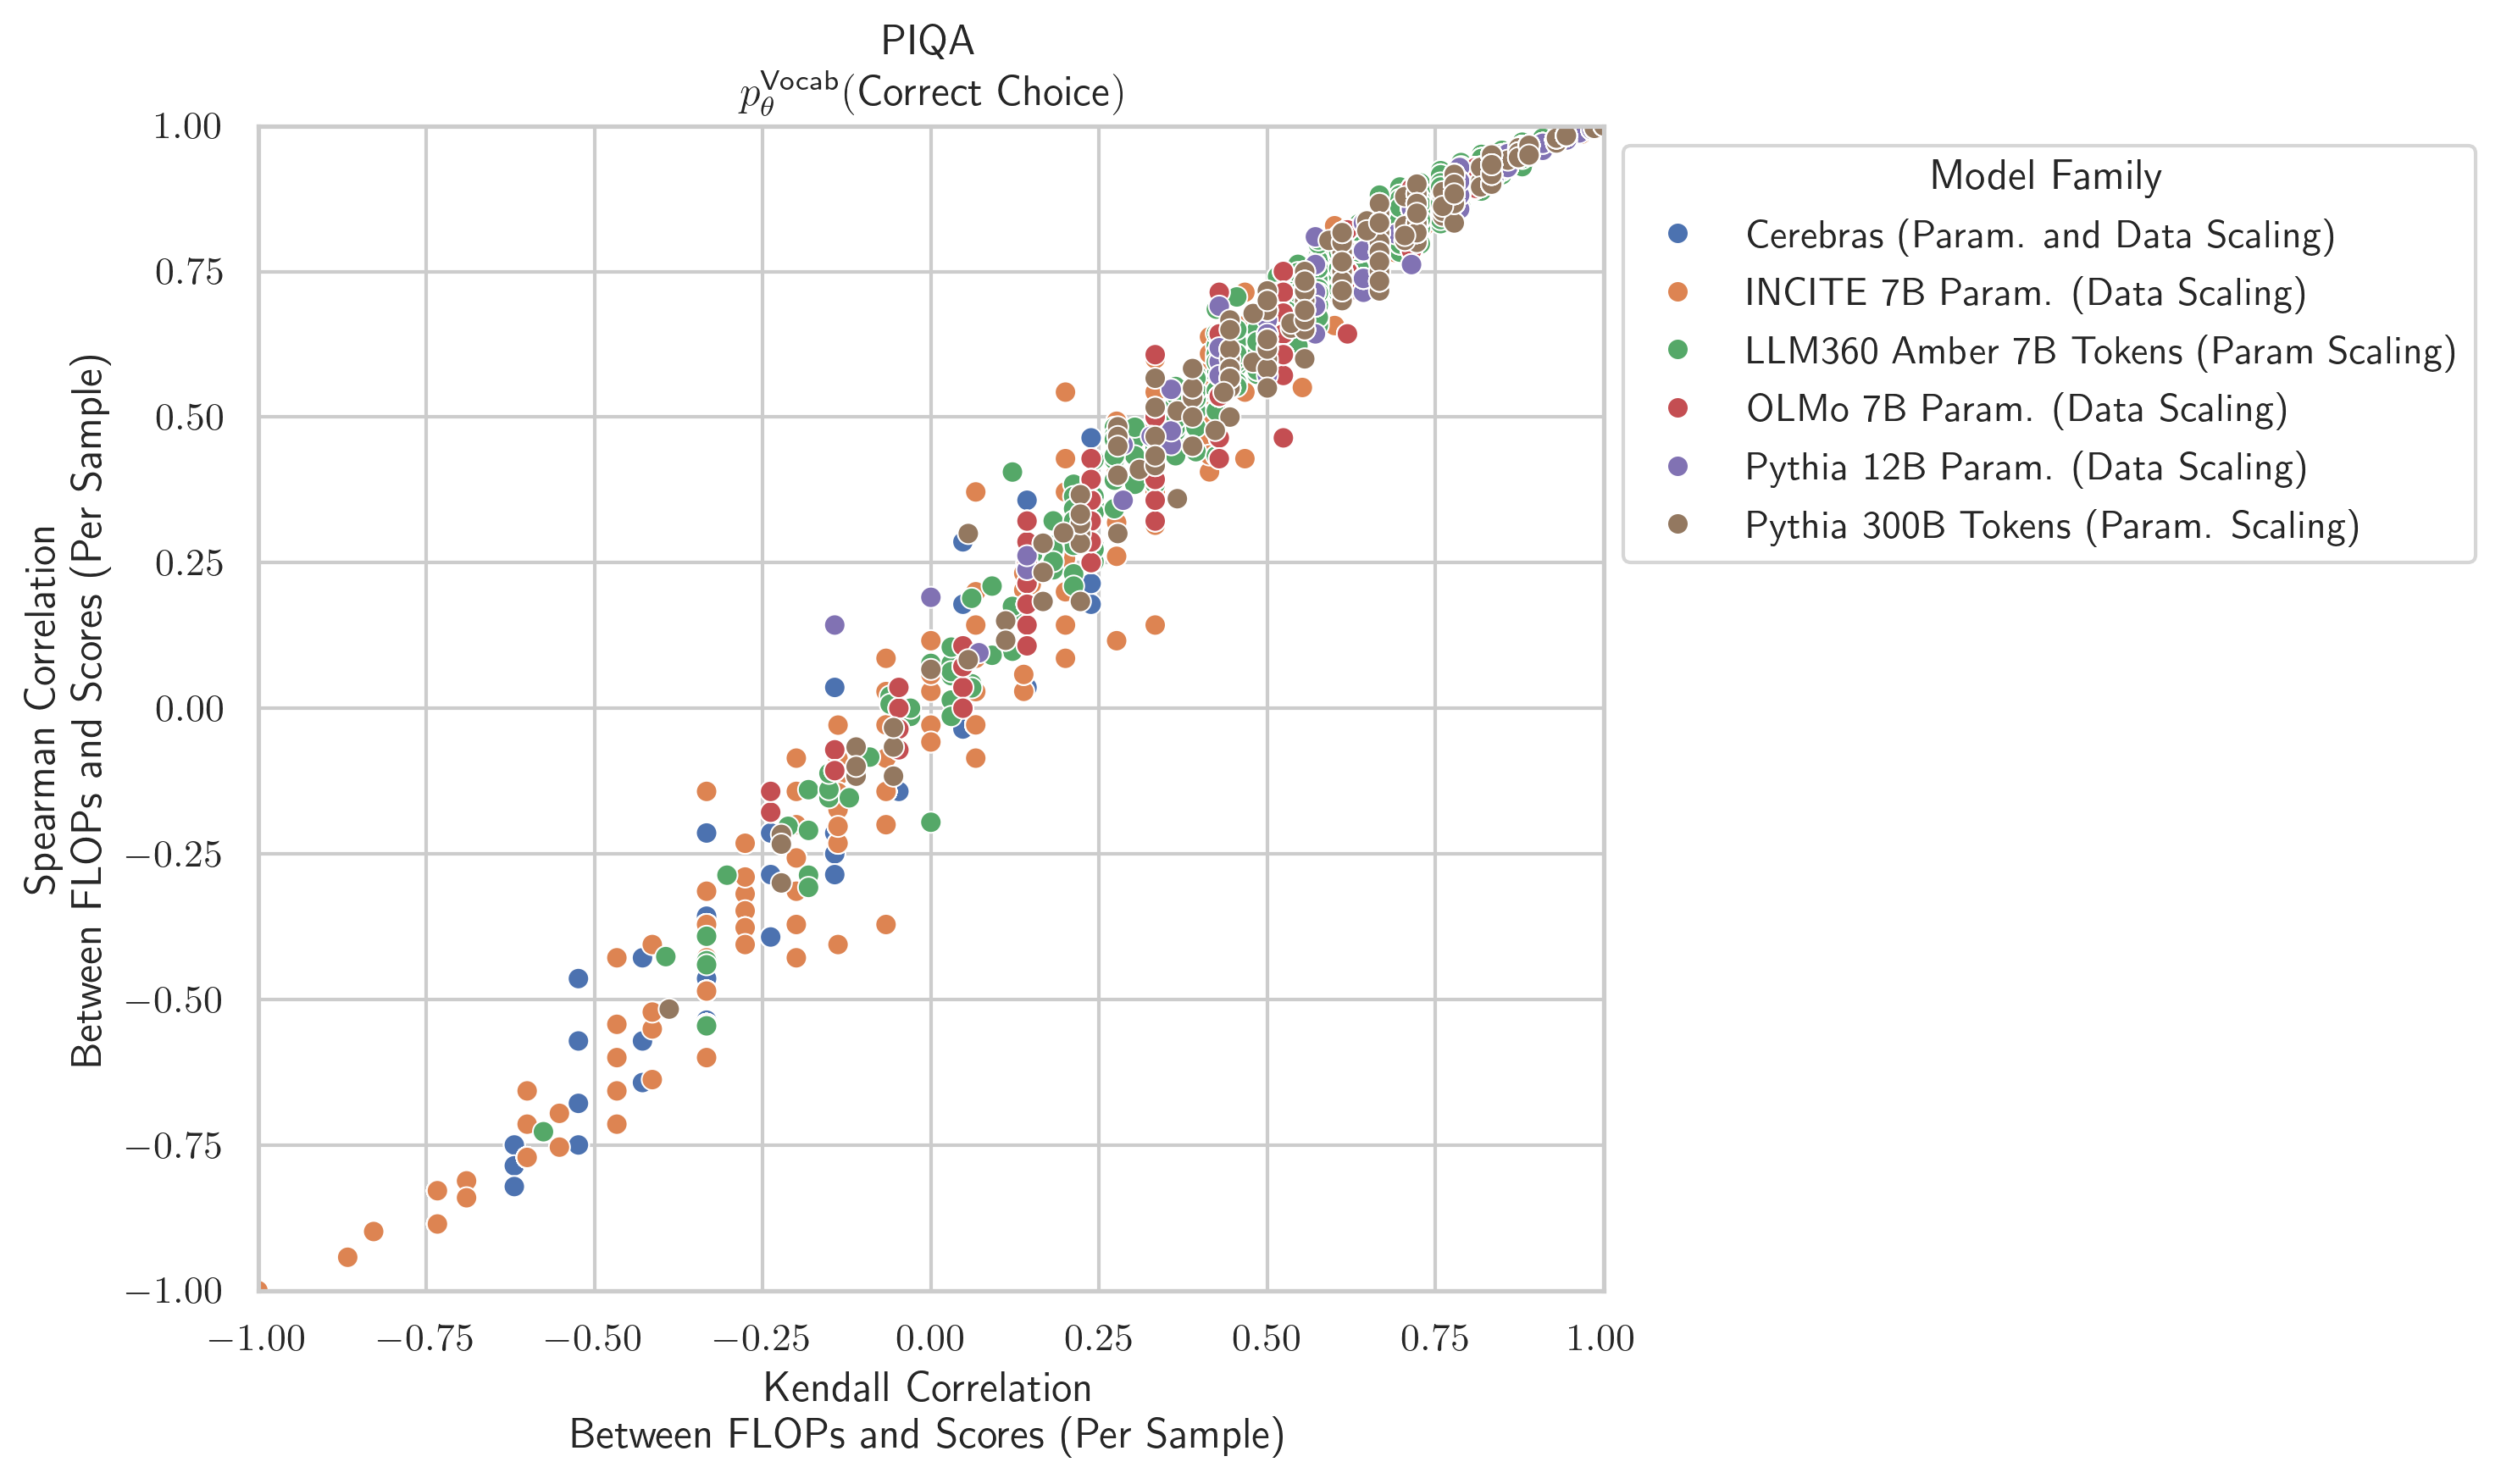 PIQA
p_θ^Vocab(Correct Choice)
1.00
0.75
0.50
0.25
0.00
−0.25
−0.50
−0.75
−1.00
Spearman Correlation
Between FLOPs and Scores (Per Sample)
−1.00
−0.75
−0.50
−0.25
0.00
0.25
0.50
0.75
1.00
Kendall Correlation
Between FLOPs and Scores (Per Sample)
Model Family
Cerebras (Param. and Data Scaling)
INCITE 7B Param. (Data Scaling)
LLM360 Amber 7B Tokens (Param Scaling)
OLMo 7B Param. (Data Scaling)
Pythia 12B Param. (Data Scaling)
Pythia 300B Tokens (Param. Scaling)